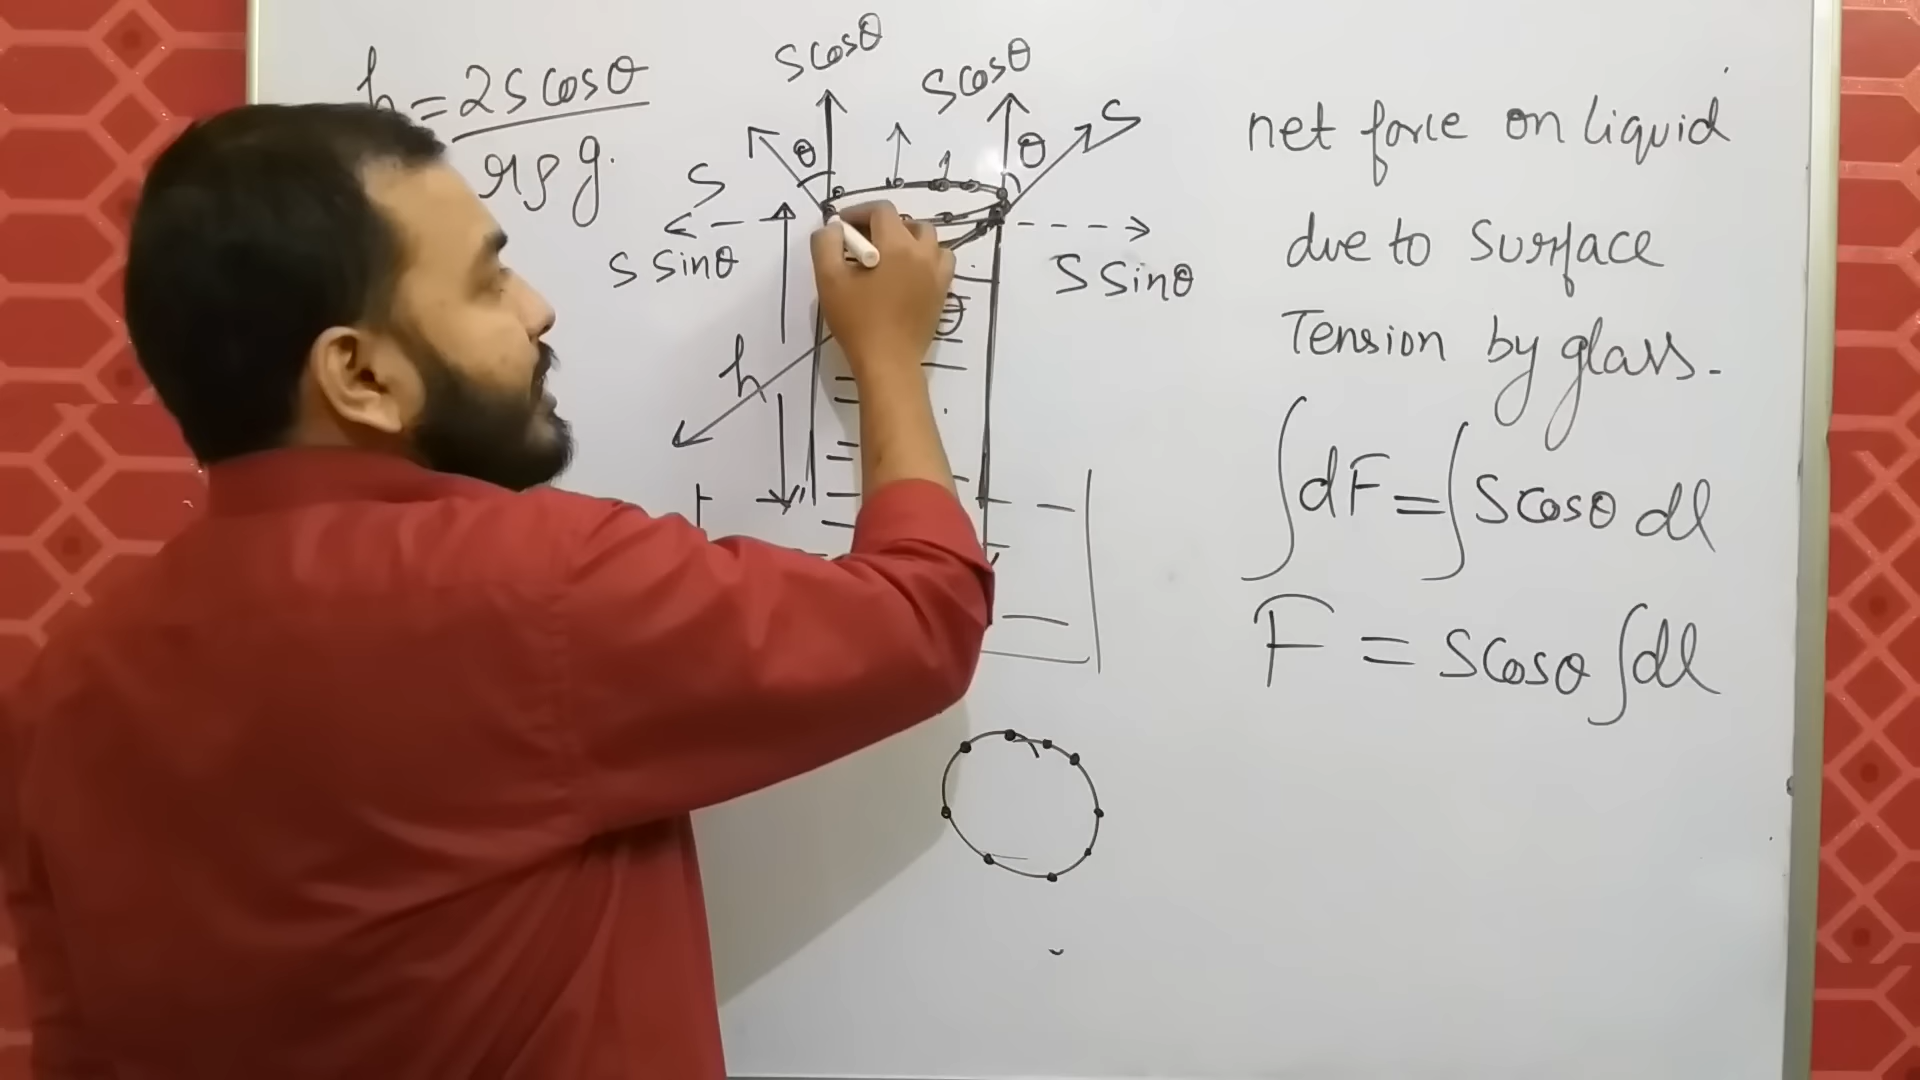 h = 2 S cosθ / rρg.
S cosθ
S cosθ
θ
θ
S
S
S sinθ
S sinθ
h
net force on liquid
due to surface
Tension by glass.
∫dF = ∫S cosθ dl
F = S cosθ ∫dl